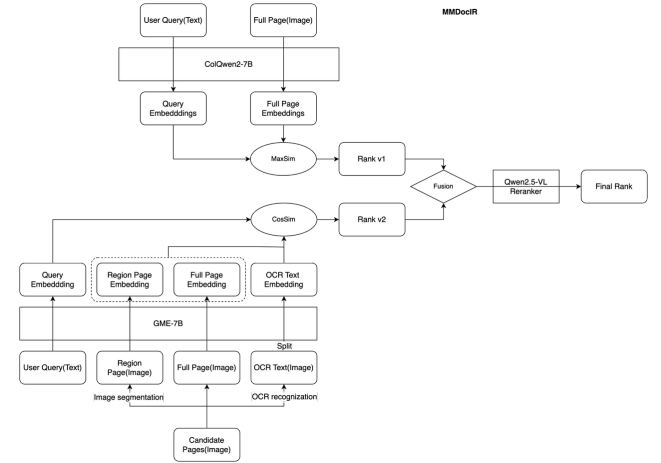 MMDocIR
User Query(Text)
Full Page(Image)
ColQwen2-7B
Query
Embedddings
Full Page
Embeddings
MaxSim
Rank v1
Fusion
Qwen2.5-VL
Reranker
Final Rank
CosSim
Rank v2
Query
Embeddding
Region Page
Embedding
Full Page
Embedding
OCR Text
Embedding
GME-7B
Split
User Query(Text)
Region
Page(Image)
Full Page(Image)
OCR Text(Image)
Image segmentation
OCR recognization
Candidate
Pages(Image)